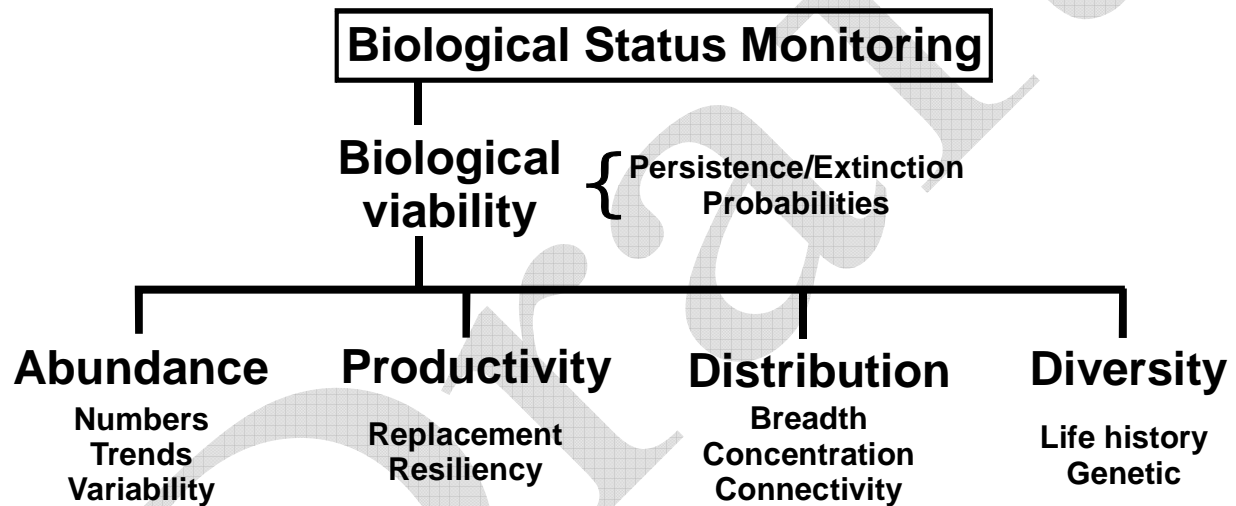 Biological Status Monitoring
Biological
viability
{ Persistence/Extinction
Probabilities
Abundance
Numbers
Trends
Variability
Productivity
Replacement
Resiliency
Distribution
Breadth
Concentration
Connectivity
Diversity
Life history
Genetic